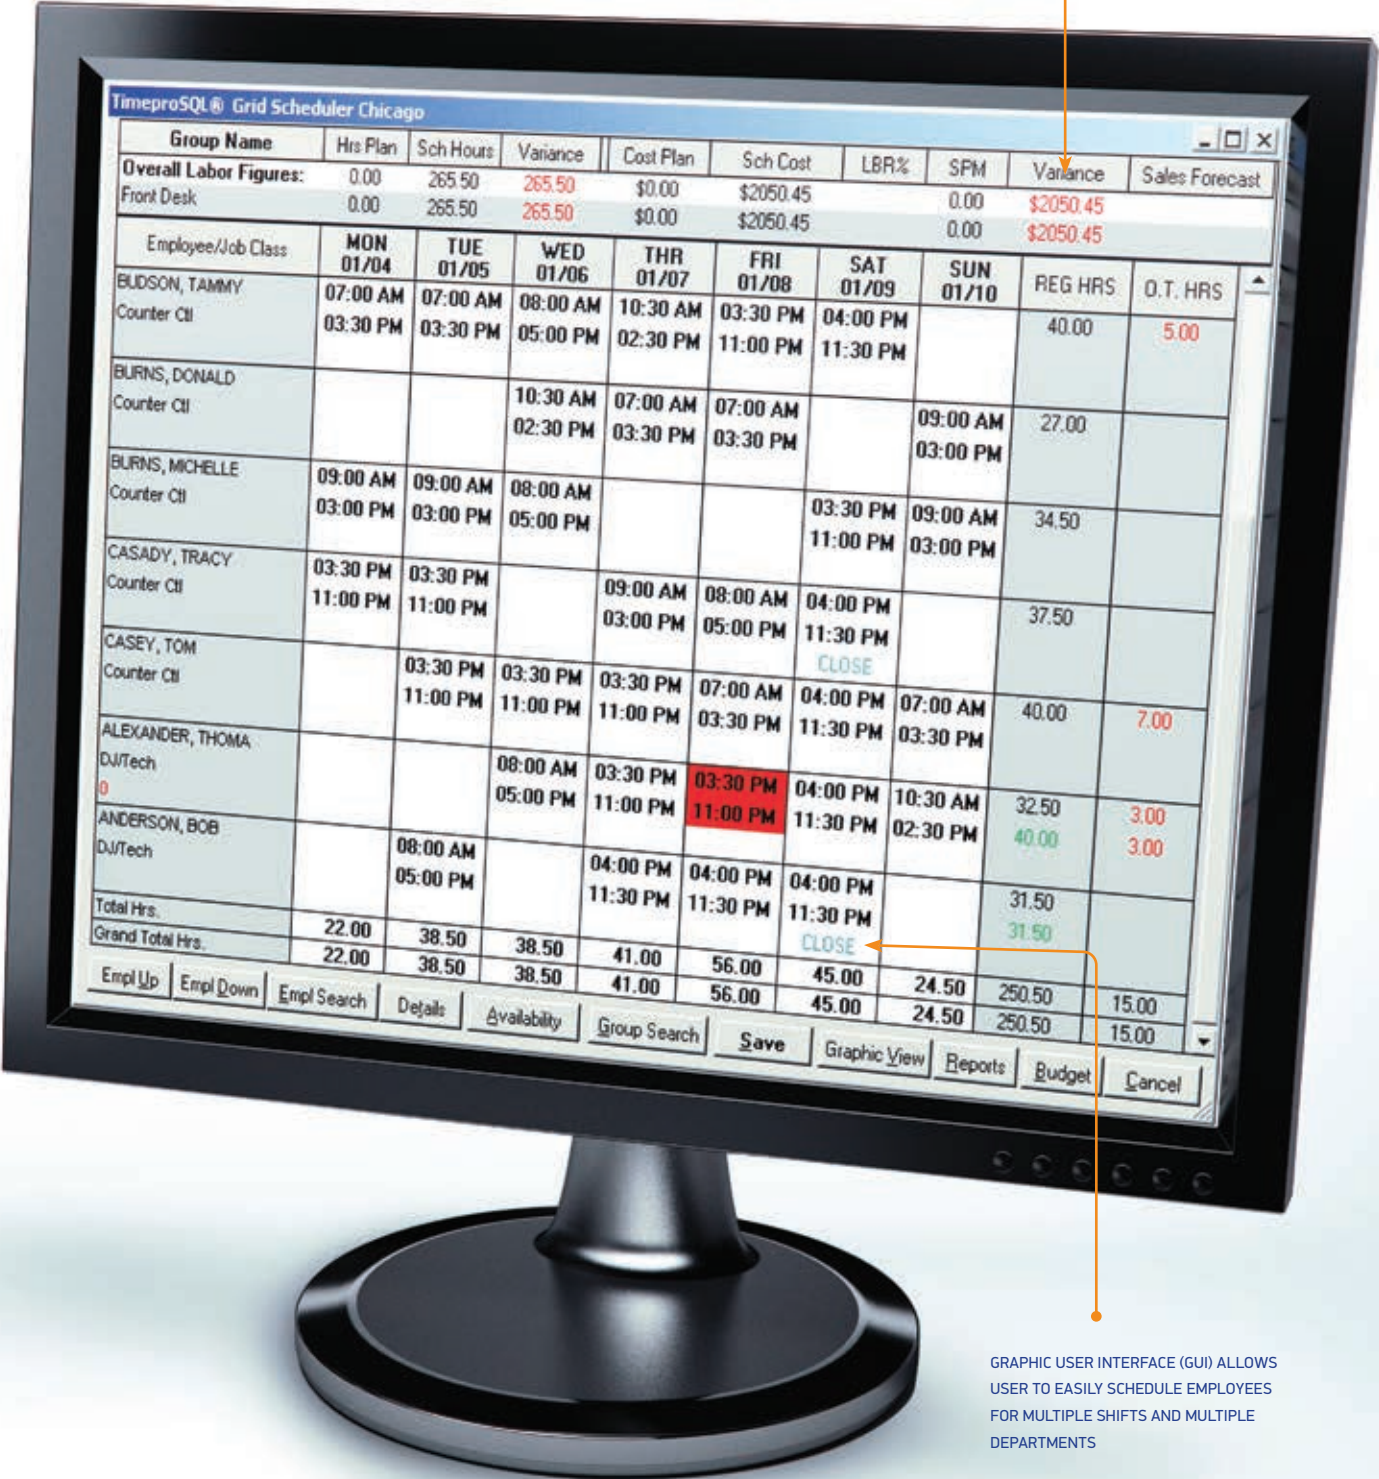 TimeproSQL® Grid Scheduler Chicago
Group Name Hrs Plan Sch Hours Variance Cost Plan Sch Cost LBR% SPM Variance Sales Forecast
Overall Labor Figures: 0.00 265.50 265.50 $0.00 $2050.45 0.00 $2050.45
Front Desk 0.00 265.50 265.50 $0.00 $2050.45 0.00 $2050.45
Employee/Job Class MON TUE WED THR FRI SAT SUN REG HRS O.T. HRS
01/04 01/05 01/06 01/07 01/08 01/09 01/10
BUDSON, TAMMY 07:00 AM 07:00 AM 08:00 AM 10:30 AM 03:30 PM 04:00 PM 40.00 5.00
Counter Ctl 03:30 PM 03:30 PM 05:00 PM 02:30 PM 11:00 PM 11:30 PM
BURNS, DONALD 10:30 AM 07:00 AM 07:00 AM 09:00 AM 27.00
Counter Ctl 02:30 PM 03:30 PM 03:30 PM 03:00 PM
BURNS, MICHELLE 09:00 AM 09:00 AM 08:00 AM 03:30 PM 09:00 AM 34.50
Counter Ctl 03:00 PM 03:00 PM 05:00 PM 11:00 PM 03:00 PM
CASADY, TRACY 03:30 PM 03:30 PM 09:00 AM 08:00 AM 04:00 PM 37.50
Counter Ctl 11:00 PM 11:00 PM 03:00 PM 05:00 PM 11:30 PM
CLOSE
CASEY, TOM 03:30 PM 03:30 PM 03:30 PM 07:00 AM 04:00 PM 07:00 AM 40.00 7.00
Counter Ctl 11:00 PM 11:00 PM 11:00 PM 03:30 PM 11:30 PM 03:30 PM
ALEXANDER, THOMA 08:00 AM 03:30 PM 03:30 PM 04:00 PM 10:30 AM 32.50 3.00
DJ/Tech 05:00 PM 11:00 PM 11:00 PM 11:30 PM 02:30 PM 40.00 3.00
0
ANDERSON, BOB 08:00 AM 04:00 PM 04:00 PM 04:00 PM 31.50
DJ/Tech 05:00 PM 11:30 PM 11:30 PM 11:30 PM 31.50
CLOSE
Total Hrs. 22.00 38.50 38.50 41.00 56.00 45.00 24.50 250.50 15.00
Grand Total Hrs. 22.00 38.50 38.50 41.00 56.00 45.00 24.50 250.50 15.00
Empl Up Empl Down Empl Search Details Availability Group Search Save Graphic View Reports Budget Cancel
GRAPHIC USER INTERFACE (GUI) ALLOWS
USER TO EASILY SCHEDULE EMPLOYEES
FOR MULTIPLE SHIFTS AND MULTIPLE
DEPARTMENTS